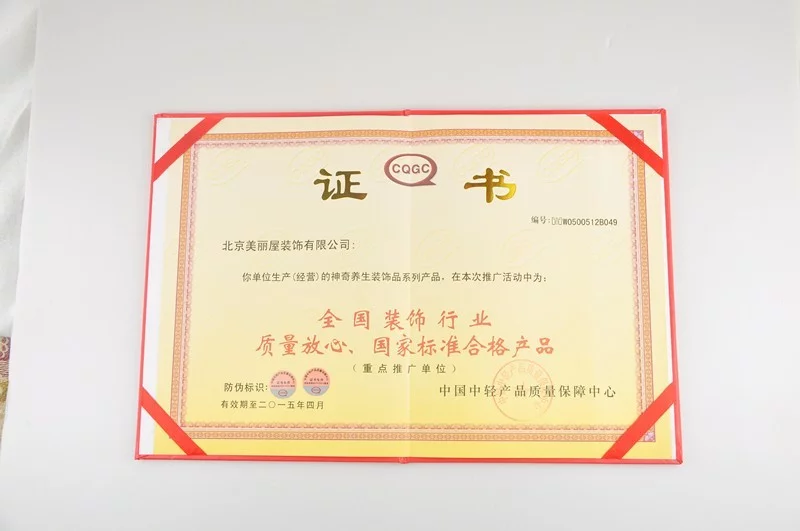 证 CQGC 书
编号:DXDW0500512B049
北京美丽屋装饰有限公司:
你单位生产(经营)的神奇养生装饰品系列产品,在本次推广活动中为:
全国装饰行业
质量放心、国家标准合格产品
(重点推广单位)
防伪标识:
中国中轻产品质量保障中心
有效期至二〇一五年四月